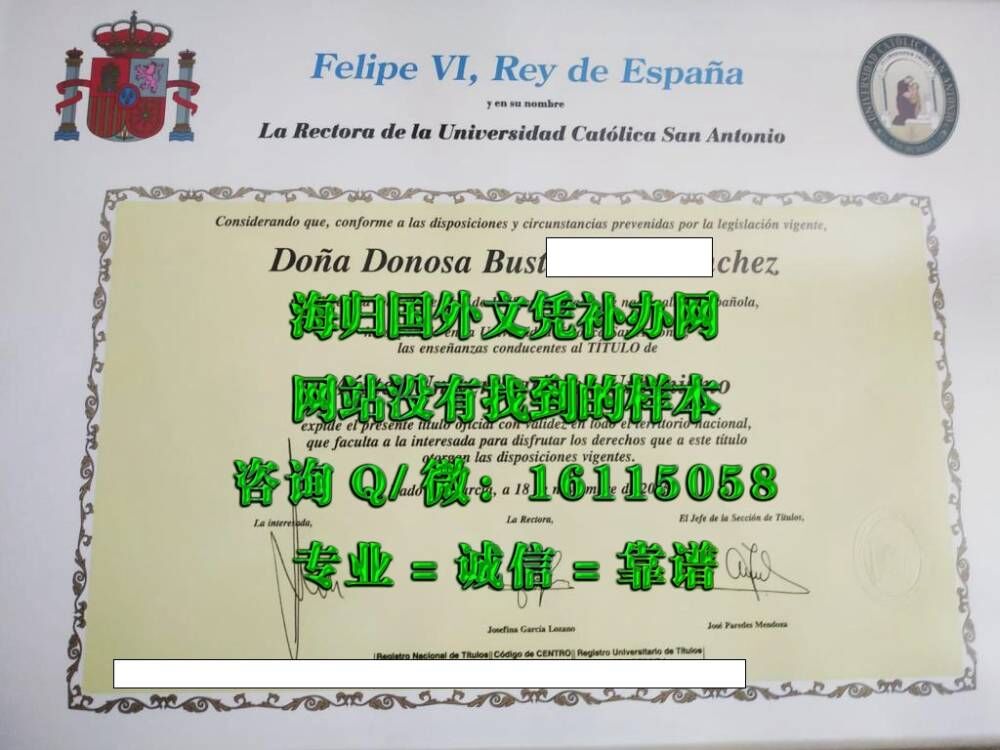 Felipe VI, Rey de España
y en su nombre
La Rectora de la Universidad Católica San Antonio
Considerando que, conforme a las disposiciones y circunstancias prevenidas por la legislación vigente,
Doña Donosa
海归国外文凭补办网
las enseñanzas conducentes al TÍTULO de
网站没有找到的样本
expide el presente título oficial con validez en todo el territorio nacional,
que faculta a la interesada para disfrutar los derechos que a este título
otorgan las disposiciones vigentes.
咨询 Q/微: 16115058
La interesada,
La Rectora,
El Jefe de la Sección de Títulos,
专业 = 诚信 = 靠谱
Josefina García Lozano
José Paredes Mendoza
Registro Nacional de Títulos | Código de CENTRO | Registro Universitario de Títulos